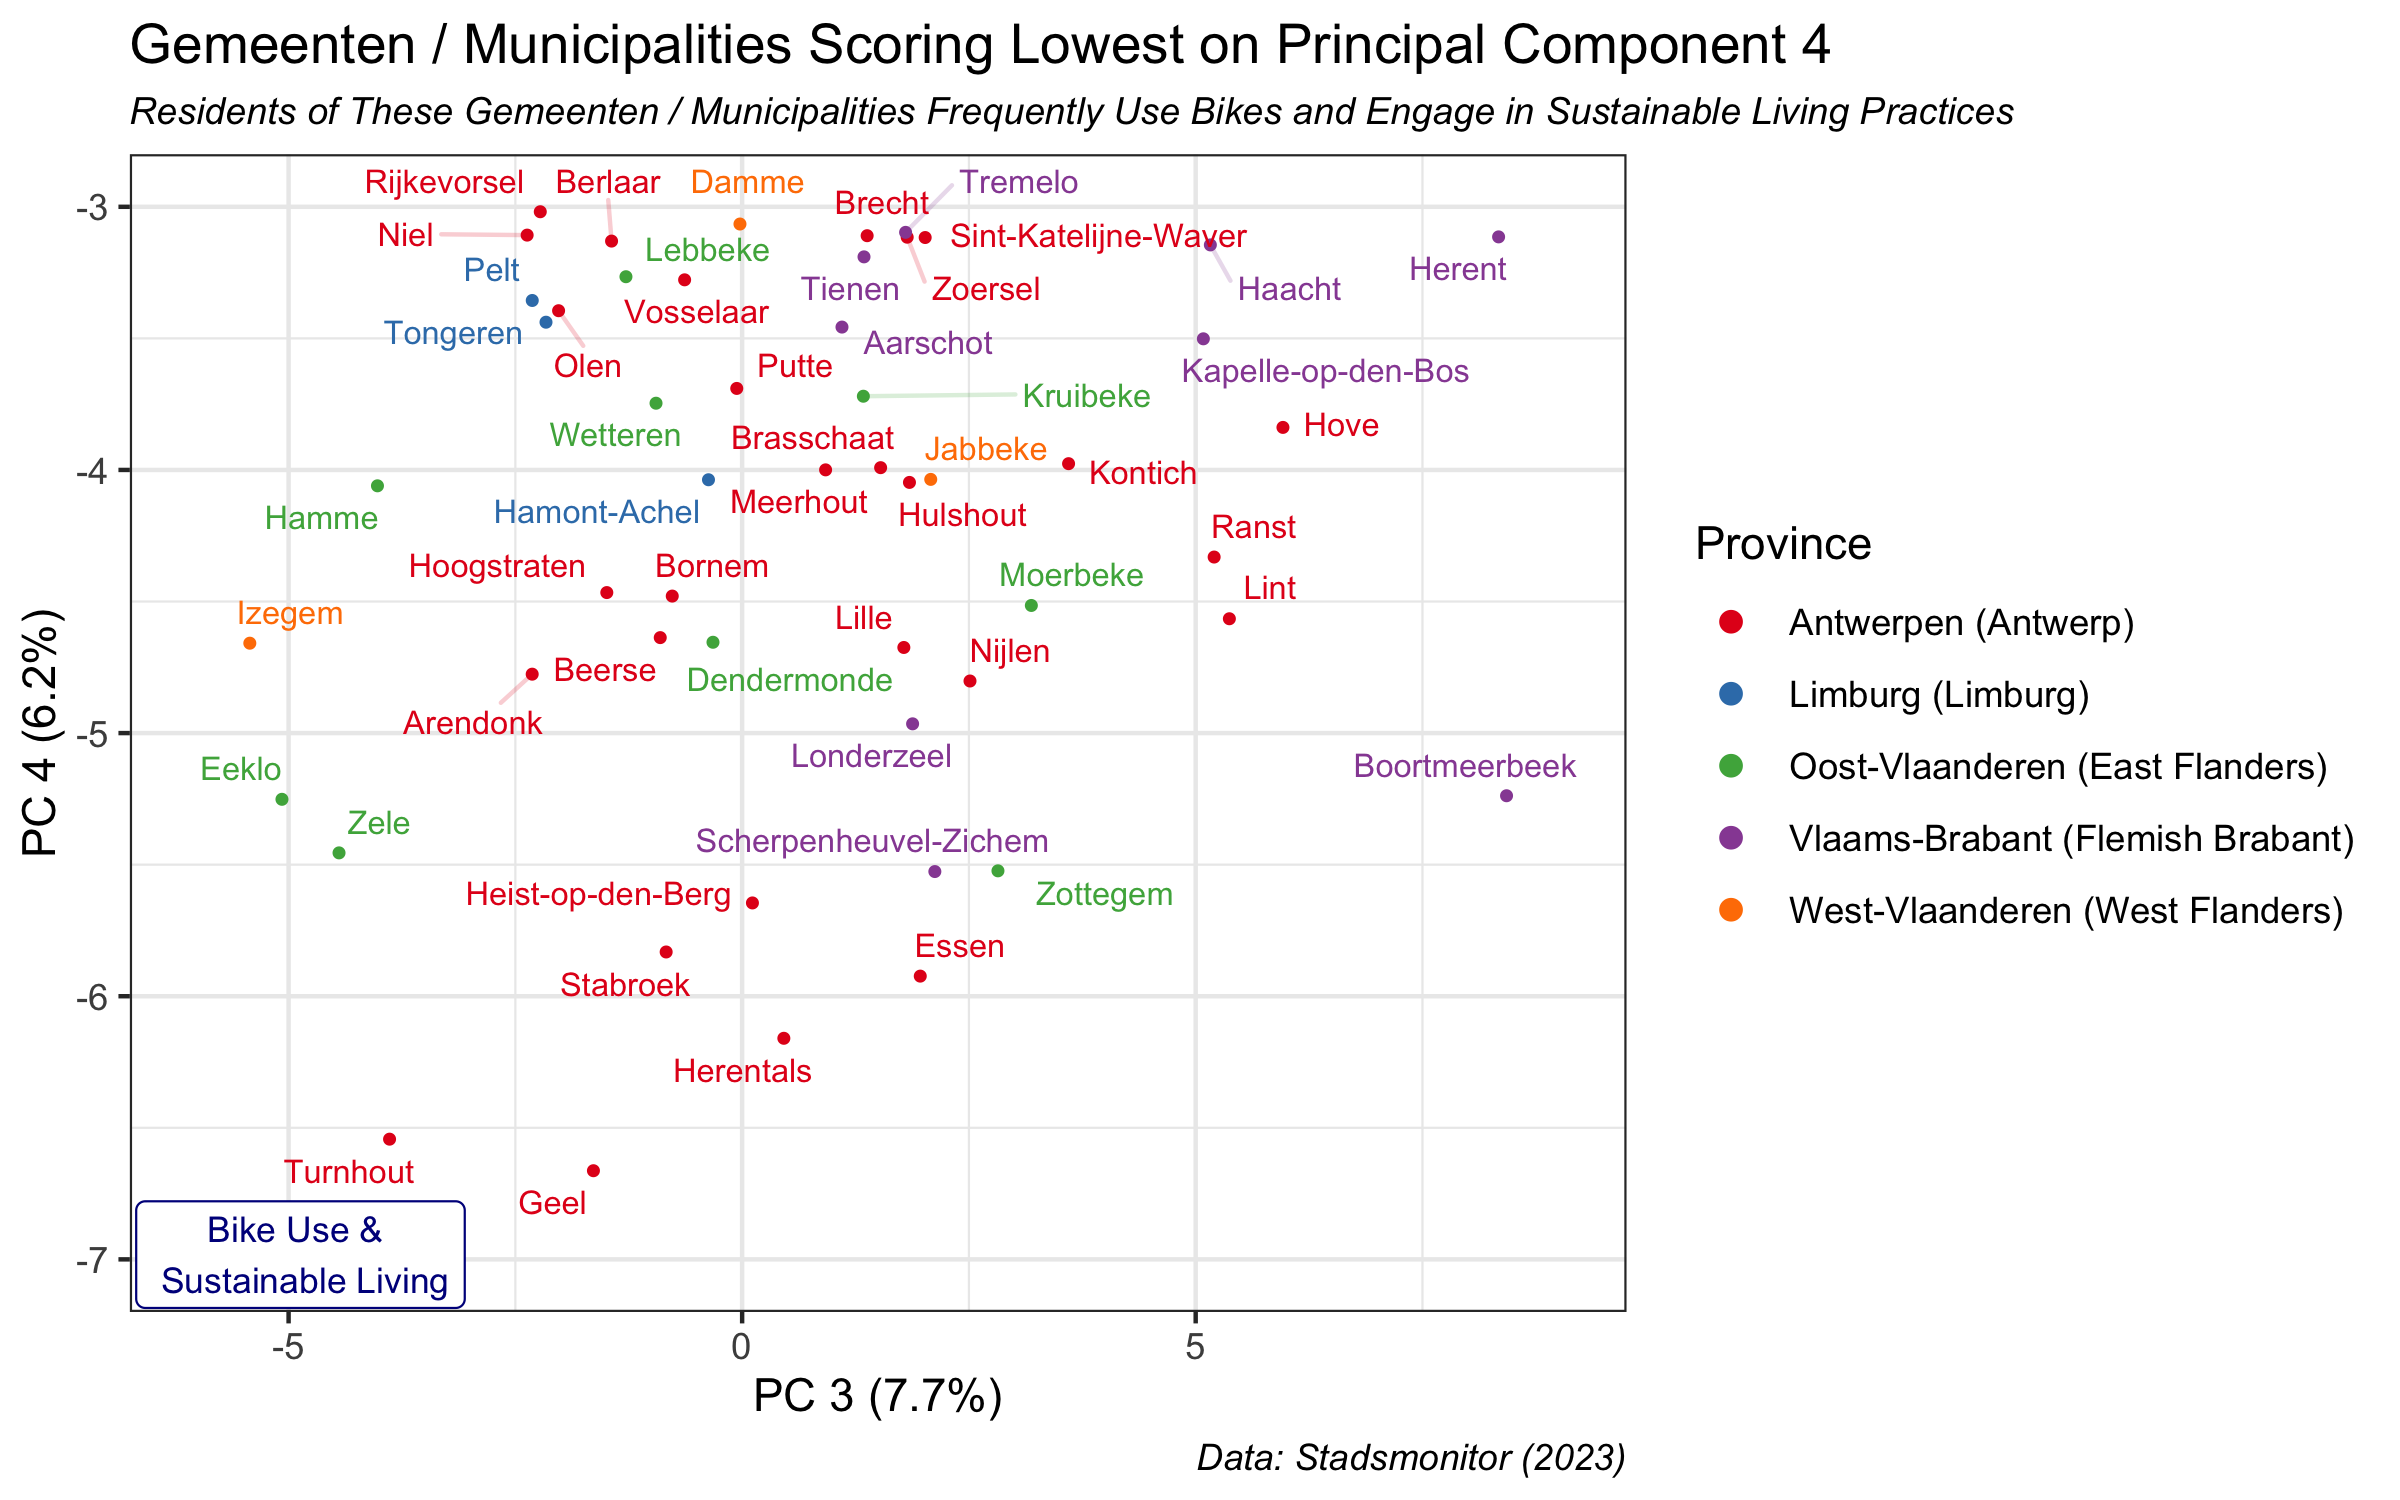 Gemeenten / Municipalities Scoring Lowest on Principal Component 4
Residents of These Gemeenten / Municipalities Frequently Use Bikes and Engage in Sustainable Living Practices
Rijkevorsel
Berlaar
Damme
Tremelo
Brecht
Niel
Sint-Katelijne-Waver
Lebbeke
Pelt
Herent
Tienen
Zoersel
Haacht
Vosselaar
Tongeren
Aarschot
Olen
Putte
Kapelle-op-den-Bos
Kruibeke
Hove
Wetteren
Brasschaat
Jabbeke
Kontich
Meerhout
Hamont-Achel
Hulshout
Hamme
Ranst
Hoogstraten
Bornem
Moerbeke
Lint
Izegem
Lille
Nijlen
Beerse
Dendermonde
Arendonk
Londerzeel
Boortmeerbeek
Eeklo
Zele
Scherpenheuvel-Zichem
Heist-op-den-Berg
Zottegem
Essen
Stabroek
Herentals
Turnhout
Geel
Bike Use &
Sustainable Living
-3
-4
-5
-6
-7
PC 4 (6.2%)
-5
0
5
PC 3 (7.7%)
Province
Antwerpen (Antwerp)
Limburg (Limburg)
Oost-Vlaanderen (East Flanders)
Vlaams-Brabant (Flemish Brabant)
West-Vlaanderen (West Flanders)
Data: Stadsmonitor (2023)